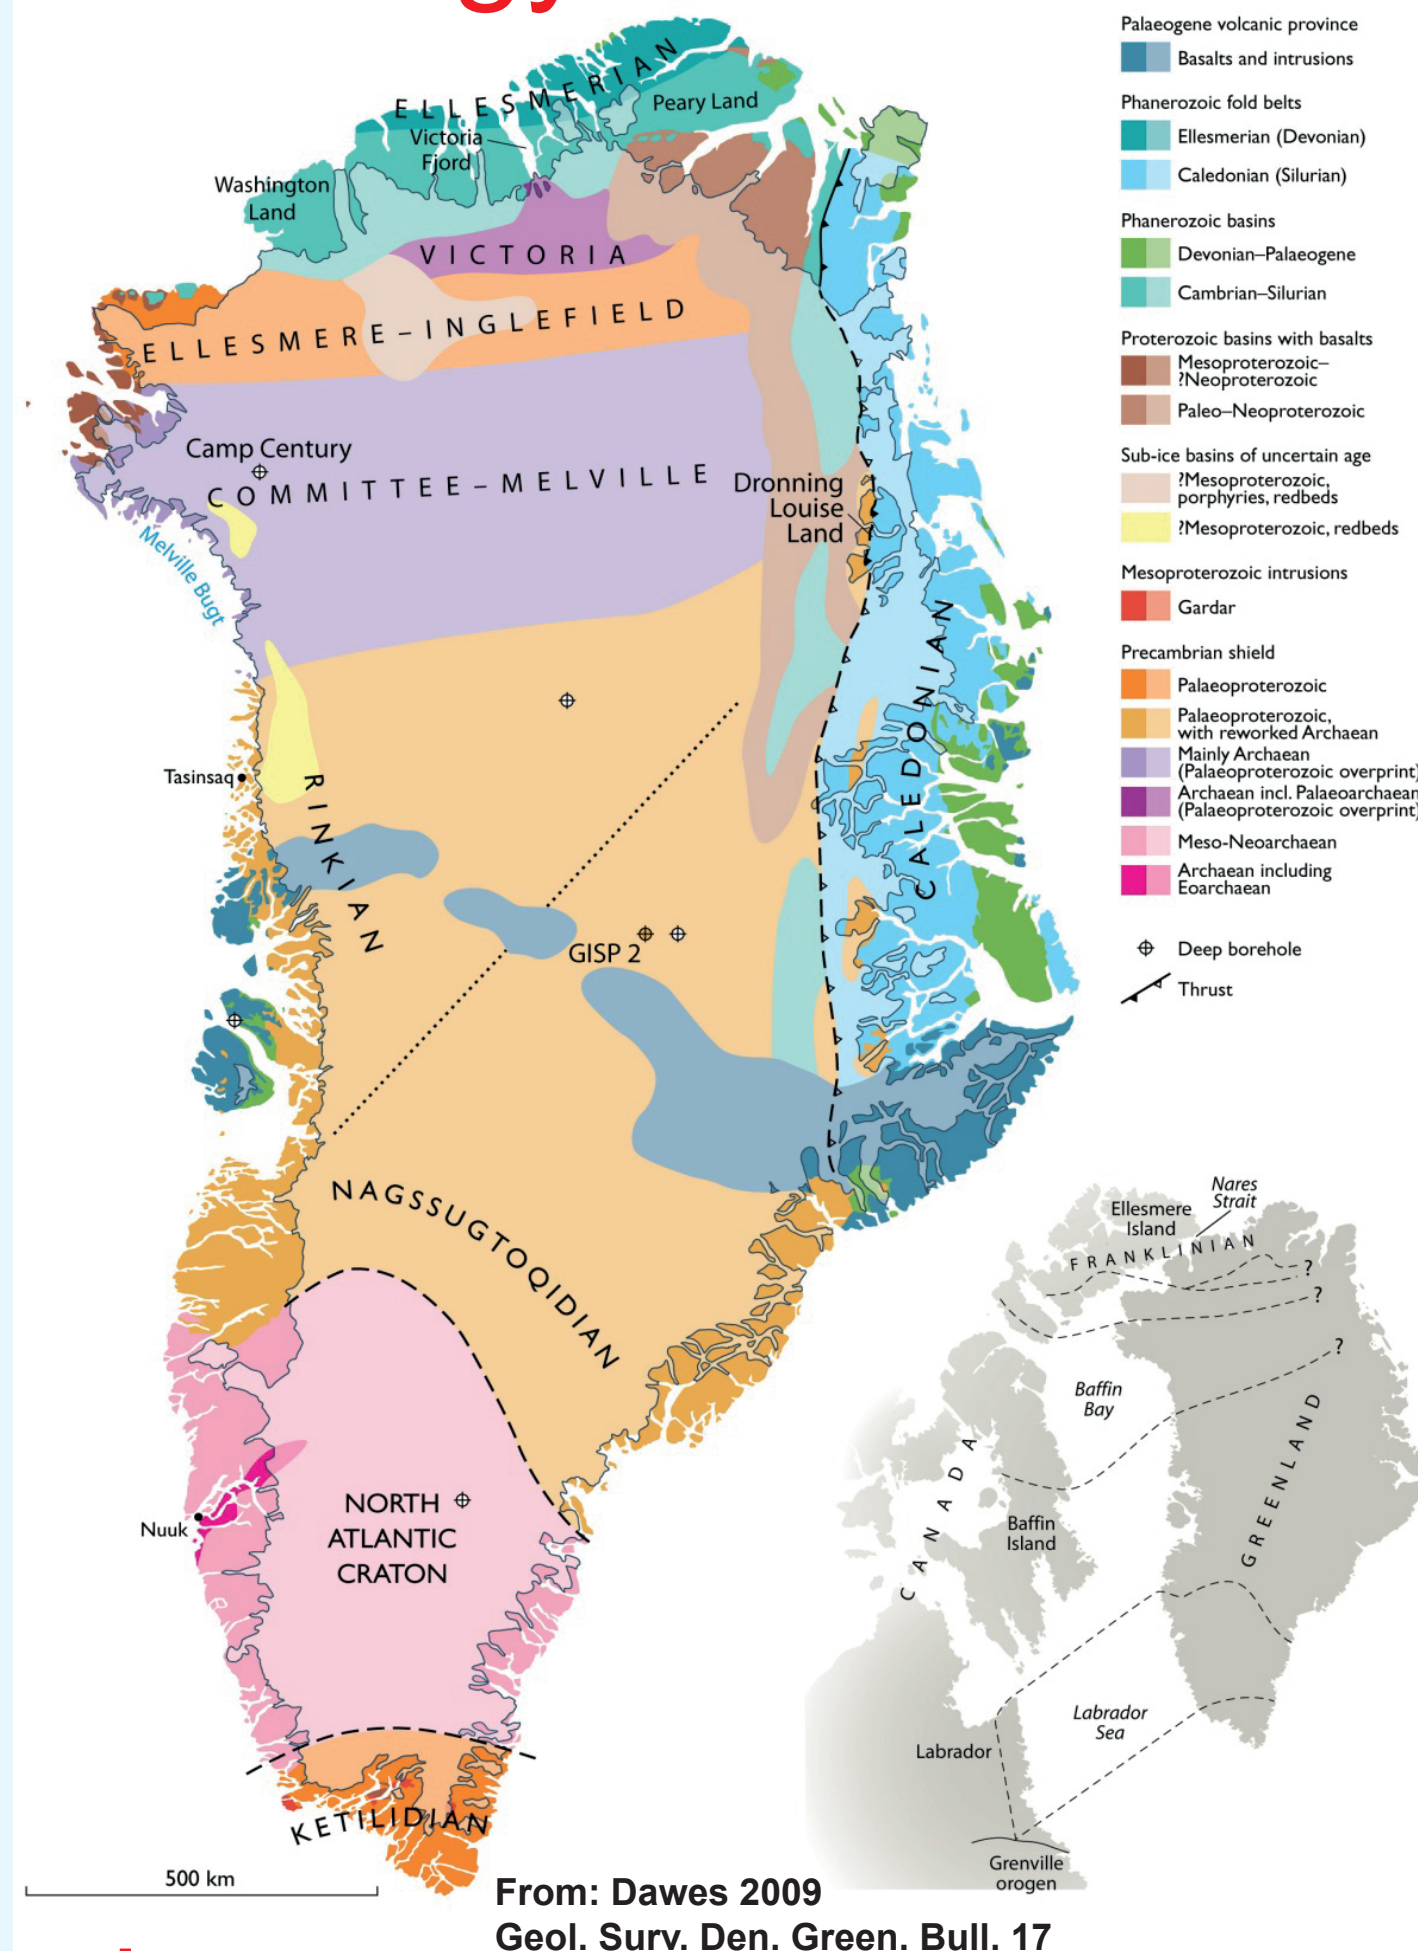 ELLESMERIAN
Peary Land
Victoria
Fjord
Washington
Land
VICTORIA
ELLESMERE–INGLEFIELD
Camp Century
COMMITTEE–MELVILLE
Dronning
Louise
Land
Melville Bugt
CALEDONIAN
Tasinsaq
RINKIAN
GISP 2
NAGSSUGTOQIDIAN
NORTH
ATLANTIC
CRATON
Nuuk
KETILIDIAN
500 km
Palaeogene volcanic province
Basalts and intrusions
Phanerozoic fold belts
Ellesmerian (Devonian)
Caledonian (Silurian)
Phanerozoic basins
Devonian–Palaeogene
Cambrian–Silurian
Proterozoic basins with basalts
Mesoproterozoic–
?Neoproterozoic
Paleo–Neoproterozoic
Sub-ice basins of uncertain age
?Mesoproterozoic,
porphyries, redbeds
?Mesoproterozoic, redbeds
Mesoproterozoic intrusions
Gardar
Precambrian shield
Palaeoproterozoic
Palaeoproterozoic,
with reworked Archaean
Mainly Archaean
(Palaeoproterozoic overprint)
Archaean incl. Palaeoarchaean
(Palaeoproterozoic overprint)
Meso-Neoarchaean
Archaean including
Eoarchaean
Deep borehole
Thrust
Nares
Strait
Ellesmere
Island
FRANKLINIAN
?
?
?
Baffin
Bay
CANADA
GREENLAND
Baffin
Island
Labrador
Sea
Labrador
Grenville
orogen
From: Dawes 2009
Geol. Surv. Den. Green. Bull. 17